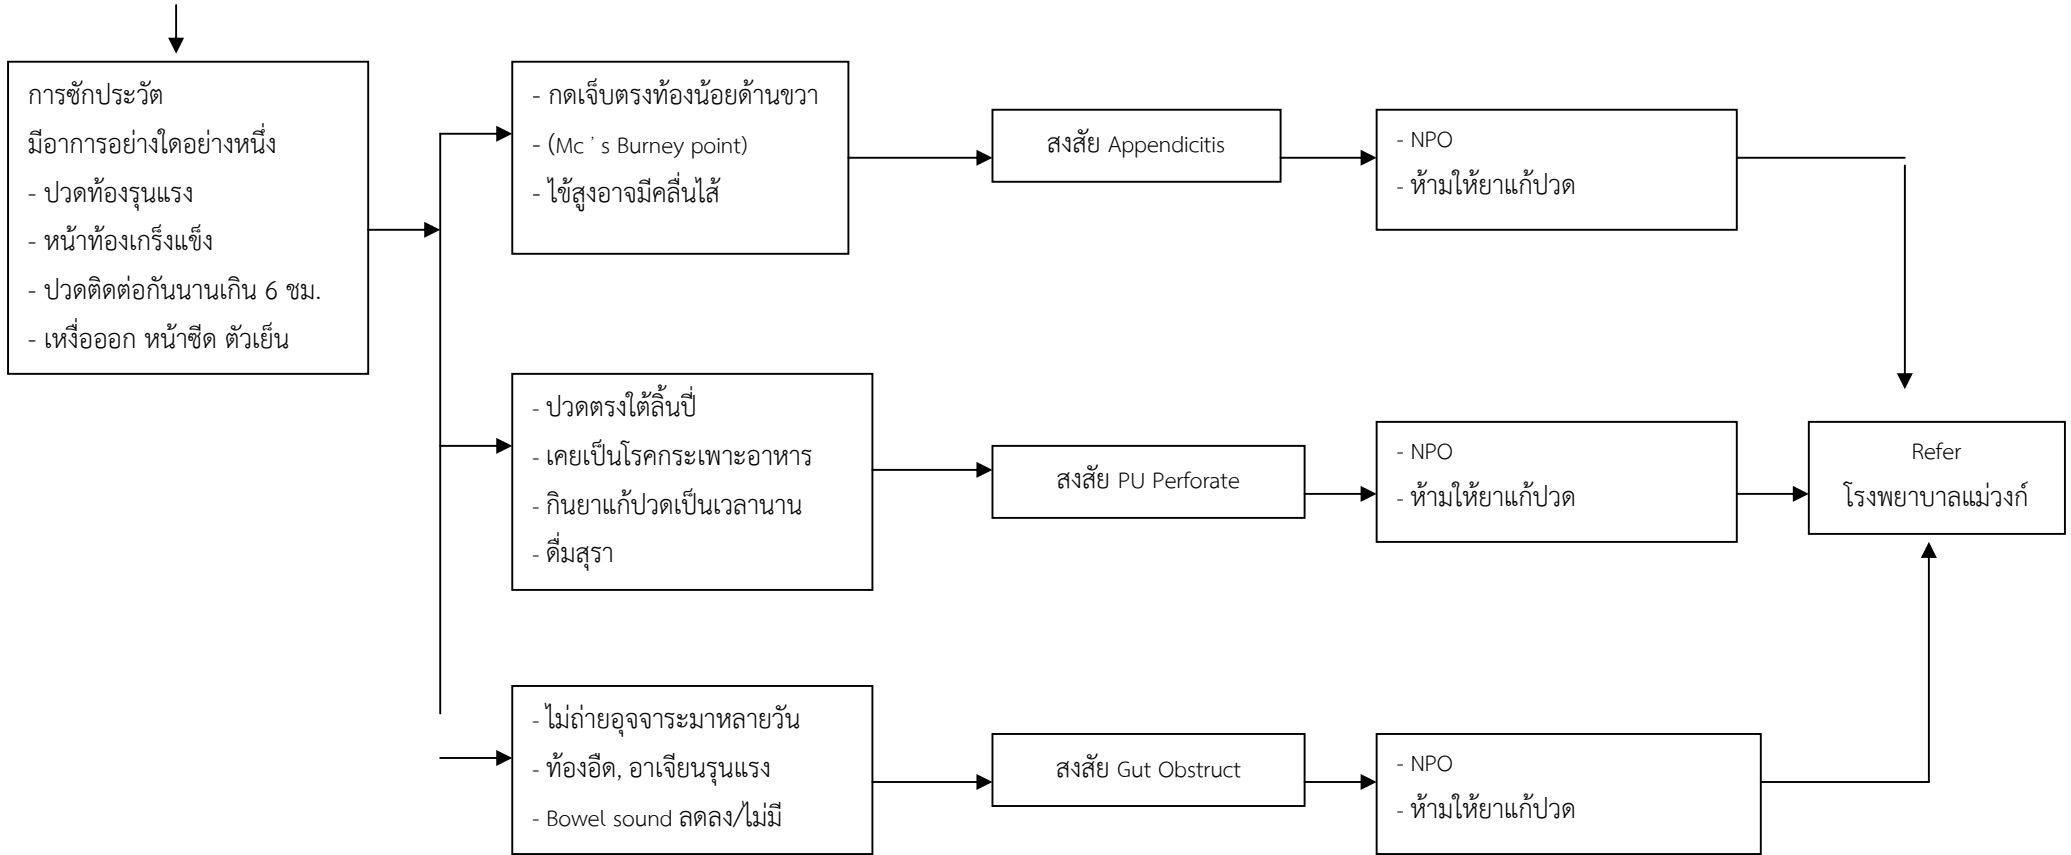 การซักประวัติ
มีอาการอย่างใดอย่างหนึ่ง
- ปวดท้องรุนแรง
- หน้าท้องเกร็งแข็ง
- ปวดติดต่อกันนานเกิน 6 ชม.
- เหงื่อออก หน้าซีด ตัวเย็น
- กดเจ็บตรงท้องน้อยด้านขวา
- (Mc ' s Burney point)
- ไข้สูงอาจมีคลื่นไส้
สงสัย Appendicitis
- NPO
- ห้ามให้ยาแก้ปวด
- ปวดตรงใต้ลิ้นปี่
- เคยเป็นโรคกระเพาะอาหาร
- กินยาแก้ปวดเป็นเวลานาน
- ดื่มสุรา
สงสัย PU Perforate
- NPO
- ห้ามให้ยาแก้ปวด
Refer
โรงพยาบาลแม่วงก์
- ไม่ถ่ายอุจจาระมาหลายวัน
- ท้องอืด, อาเจียนรุนแรง
- Bowel sound ลดลง/ไม่มี
สงสัย Gut Obstruct
- NPO
- ห้ามให้ยาแก้ปวด